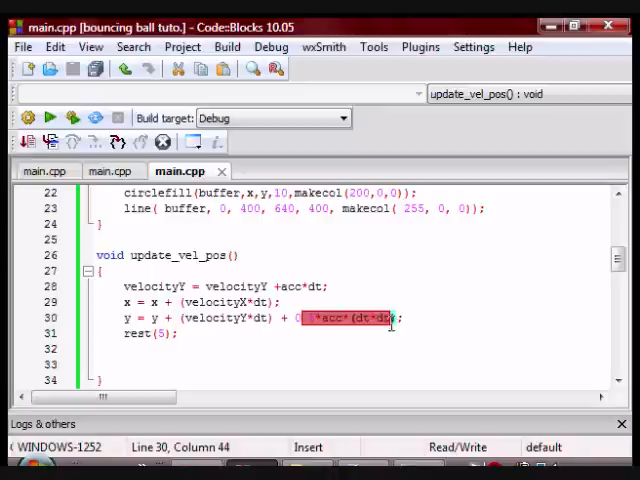 main.cpp [bouncing ball tuto.] - Code::Blocks 10.05
File Edit View Search Project Build Debug wxSmith Tools Plugins Settings Help
update_vel_pos() : void
Build target: Debug
main.cpp main.cpp main.cpp
22 circlefill(buffer,x,y,10,makecol(200,0,0));
23 line( buffer, 0, 400, 640, 400, makecol( 255, 0, 0));
24 }
25
26 void update_vel_pos()
27 {
28 velocityY = velocityY +acc*dt;
29 x = x + (velocityX*dt);
30 y = y + (velocityY*dt) + 0 *acc*(dt*dt);
31 rest(5);
32
33
34 }
Logs & others
WINDOWS-1252 Line 30, Column 44 Insert Read/Write default